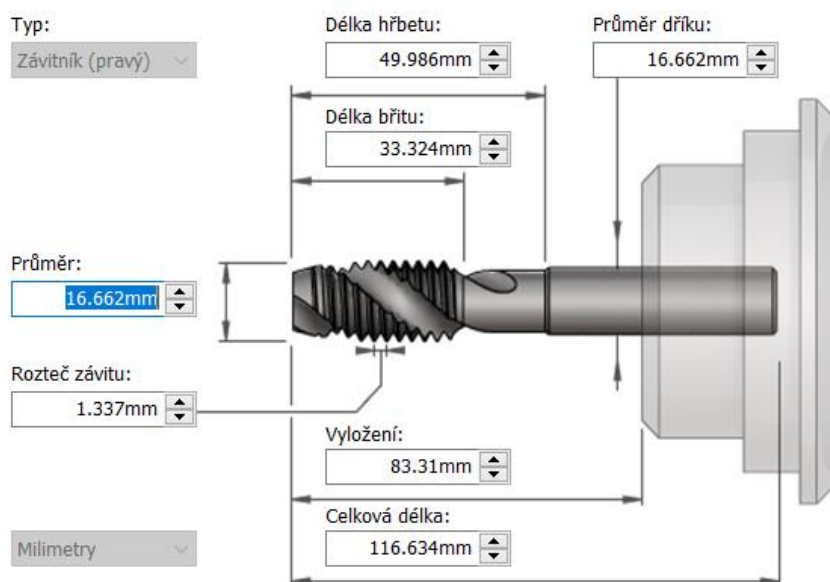 Typ:
Závitník (pravý)
Délka hřbetu:
49.986mm
Průměr dříku:
16.662mm
Délka břitu:
33.324mm
Průměr:
16.662mm
Rozteč závitu:
1.337mm
Vyložení:
83.31mm
Celková délka:
116.634mm
Milimetry